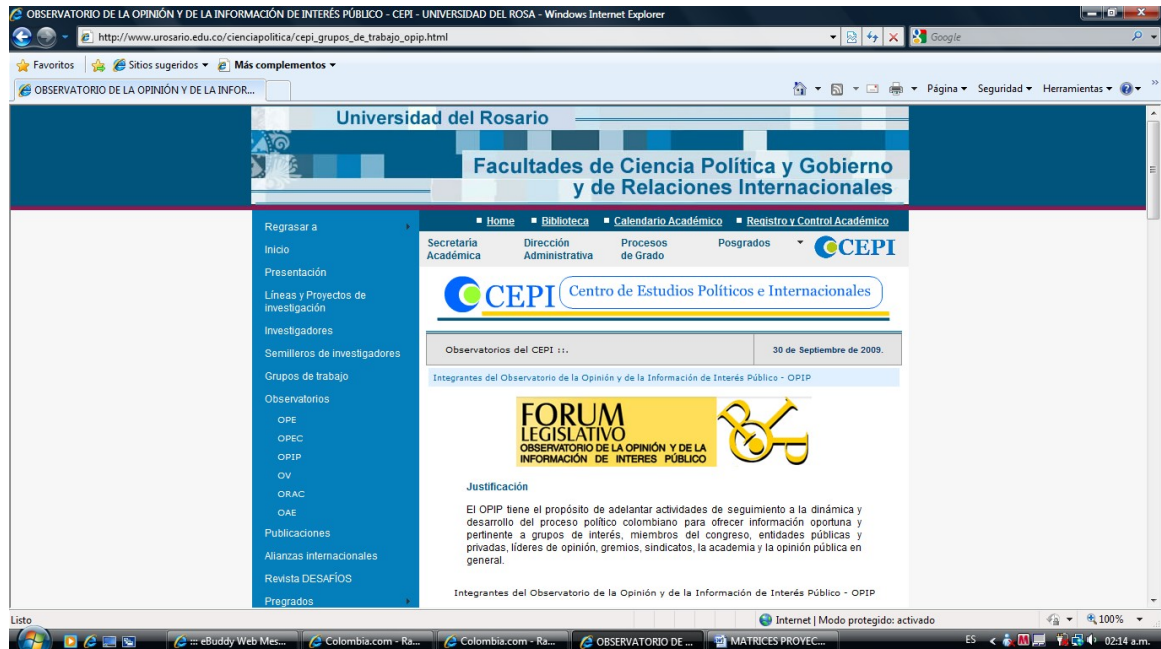 OBSERVATORIO DE LA OPINIÓN Y DE LA INFORMACIÓN DE INTERÉS PÚBLICO - CEPI - UNIVERSIDAD DEL ROSA - Windows Internet Explorer
http://www.urosario.edu.co/cienciapolitica/cepi_grupos_de_trabajo_opip.html
Google
Favoritos
Sitios sugeridos
Más complementos
OBSERVATORIO DE LA OPINIÓN Y DE LA INFOR...
Página
Seguridad
Herramientas
Universidad del Rosario
Facultades de Ciencia Política y Gobierno
y de Relaciones Internacionales
Regrasar a
Inicio
Presentación
Líneas y Proyectos de
investigación
Investigadores
Semilleros de investigadores
Grupos de trabajo
Observatorios
OPE
OPEC
OPIP
OV
ORAC
OAE
Publicaciones
Alianzas internacionales
Revista DESAFÍOS
Pregrados
Home Biblioteca Calendario Académico Registro y Control Académico
Secretaría
Académica
Dirección
Administrativa
Procesos
de Grado
Posgrados
CEPI
CEPI
Centro de Estudios Políticos e Internacionales
Observatorios del CEPI ::.
30 de Septiembre de 2009.
Integrantes del Observatorio de la Opinión y de la Información de Interés Público - OPIP
FORUM
LEGISLATIVO
OBSERVATORIO DE LA OPINIÓN Y DE LA
INFORMACIÓN DE INTERES PÚBLICO
Justificación
El OPIP tiene el propósito de adelantar actividades de seguimiento a la dinámica y
desarrollo del proceso político colombiano para ofrecer información oportuna y
pertinente a grupos de interés, miembros del congreso, entidades públicas y
privadas, líderes de opinión, gremios, sindicatos, la academia y la opinión pública en
general.
Integrantes del Observatorio de la Opinión y de la Información de Interés Público - OPIP
Listo
Internet | Modo protegido: activado
100%
::: eBuddy Web Mes...
Colombia.com - Ra...
Colombia.com - Ra...
OBSERVATORIO DE ...
MATRICES PROYEC...
ES
02:14 a.m.